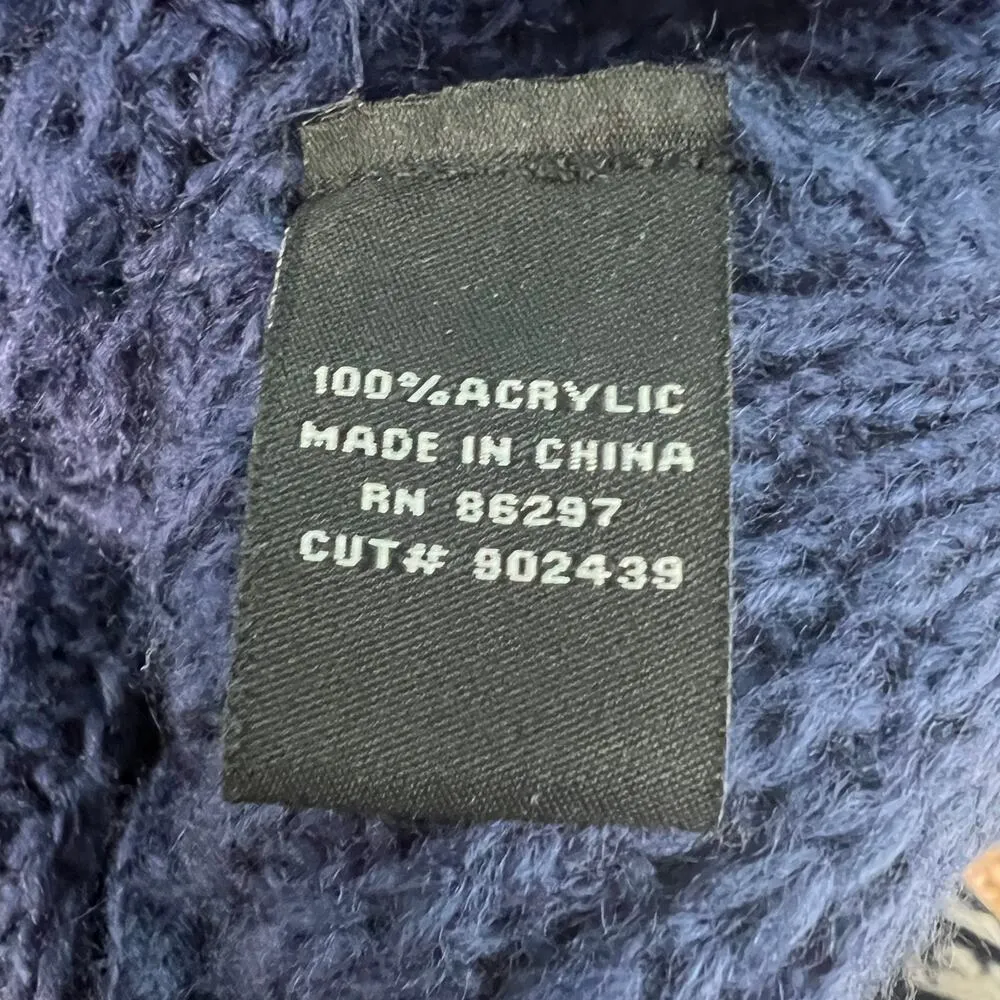 100%ACRYLIC
MADE IN CHINA
RN 86297
CUT# 902439